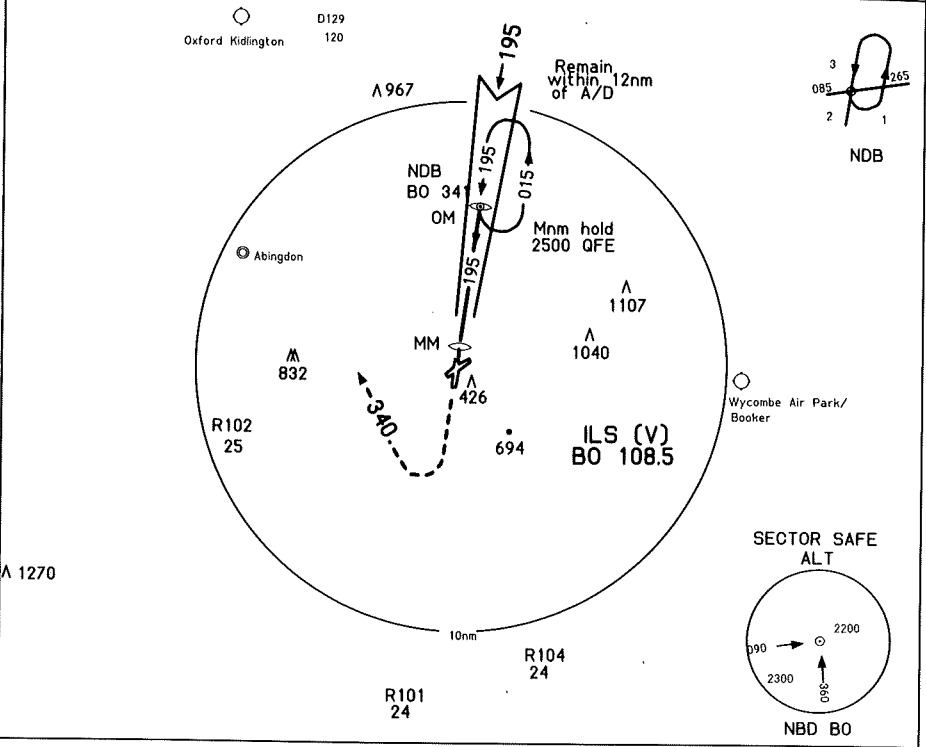 Oxford Kidlington
D129
120
195
Remain
within 12nm
of A/D
∧ 967
3
085
265
2
1
NDB
195
015
NDB
BO 341
OM
Mnm hold
2500 QFE
Abingdon
195
1107
MM
1040
832
426
Wycombe Air Park/
Booker
340
R102
25
694
ILS (V)
BO 108.5
SECTOR SAFE
ALT
∧ 1270
10nm
2200
090
2300
360
R104
24
R101
24
NBD BO